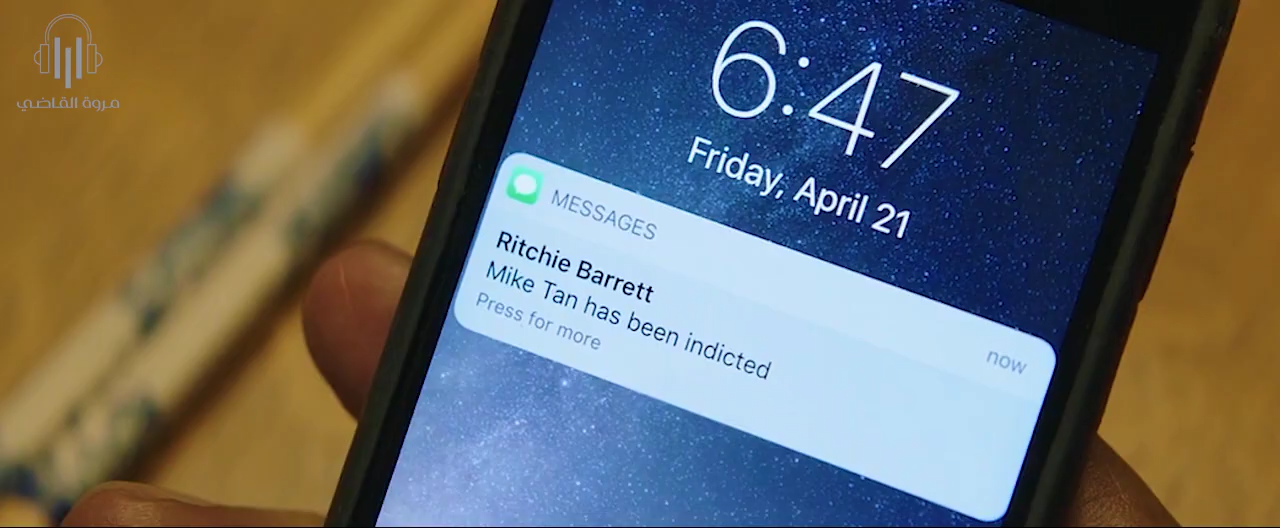 مروة القاضي
6:47
Friday, April 21
MESSAGES
now
Ritchie Barrett
Mike Tan has been indicted
Press for more